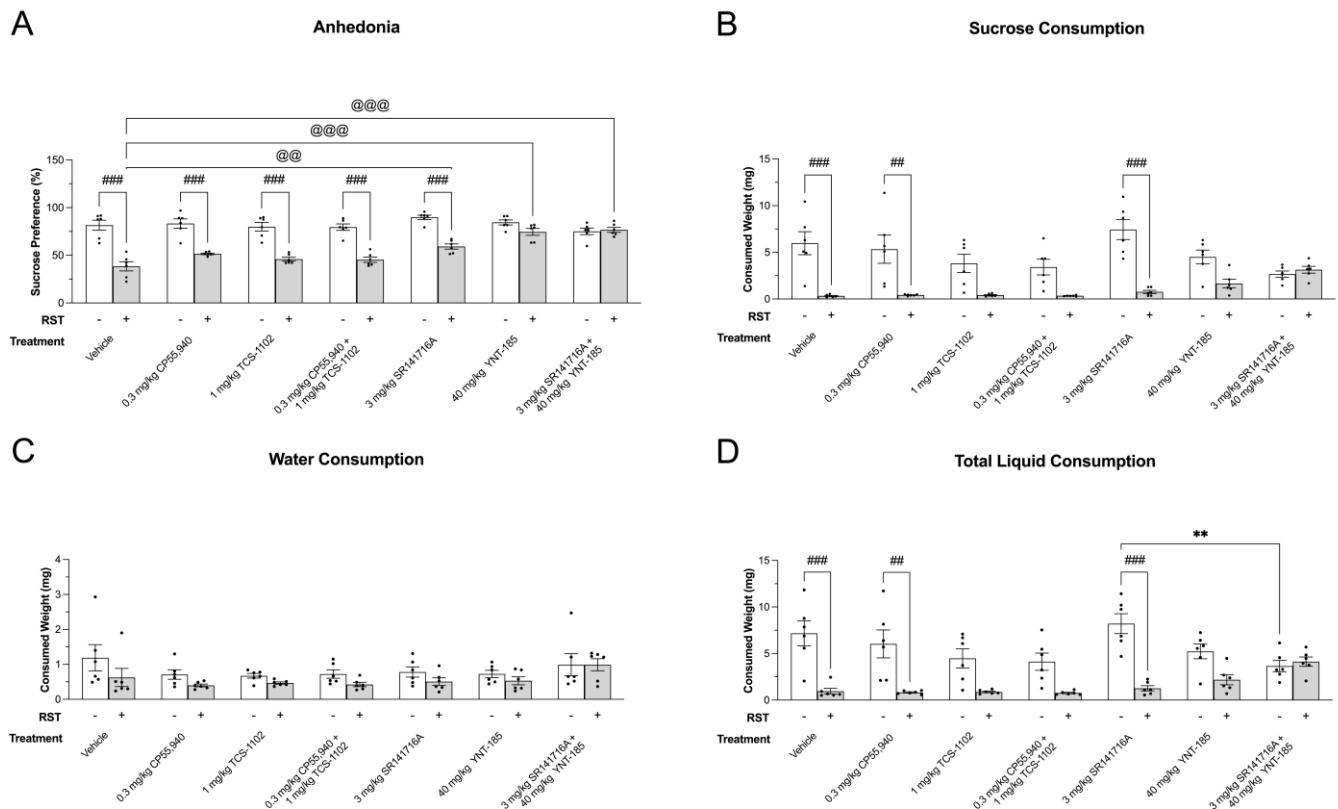 A
Anhedonia
@@@
@@@
@@
### ### ### ### ###
Sucrose Preference (%)
150
100
50
0
RST - + - + - + - + - + - + - +
Treatment
Vehicle
0.3 mg/kg CP55,940
1 mg/kg TCS-1102
0.3 mg/kg CP55,940 +
1 mg/kg TCS-1102
3 mg/kg SR141716A
40 mg/kg YNT-185
3 mg/kg SR141716A +
40 mg/kg YNT-185
B
Sucrose Consumption
### ## ###
Consumed Weight (mg)
15
10
5
0
RST - + - + - + - + - + - + - +
Treatment
Vehicle
0.3 mg/kg CP55,940
1 mg/kg TCS-1102
0.3 mg/kg CP55,940 +
1 mg/kg TCS-1102
3 mg/kg SR141716A
40 mg/kg YNT-185
3 mg/kg SR141716A +
40 mg/kg YNT-185
C
Water Consumption
Consumed Weight (mg)
4
3
2
1
0
RST - + - + - + - + - + - + - +
Treatment
Vehicle
0.3 mg/kg CP55,940
1 mg/kg TCS-1102
0.3 mg/kg CP55,940 +
1 mg/kg TCS-1102
3 mg/kg SR141716A
40 mg/kg YNT-185
3 mg/kg SR141716A +
40 mg/kg YNT-185
D
Total Liquid Consumption
**
### ## ###
Consumed Weight (mg)
15
10
5
0
RST - + - + - + - + - + - + - +
Treatment
Vehicle
0.3 mg/kg CP55,940
1 mg/kg TCS-1102
0.3 mg/kg CP55,940 +
1 mg/kg TCS-1102
3 mg/kg SR141716A
40 mg/kg YNT-185
3 mg/kg SR141716A +
40 mg/kg YNT-185